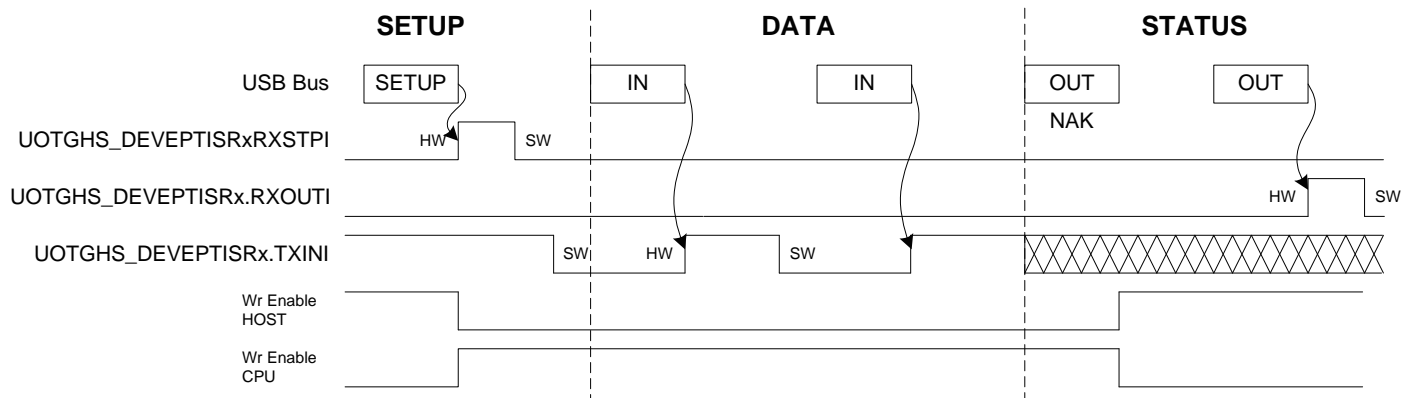 SETUP DATA STATUS
USB Bus SETUP IN IN OUT OUT
NAK
UOTGHS_DEVEPTISRxRXSTPI HW SW
UOTGHS_DEVEPTISRx.RXOUTI HW SW
UOTGHS_DEVEPTISRx.TXINI SW HW SW
Wr Enable
HOST
Wr Enable
CPU